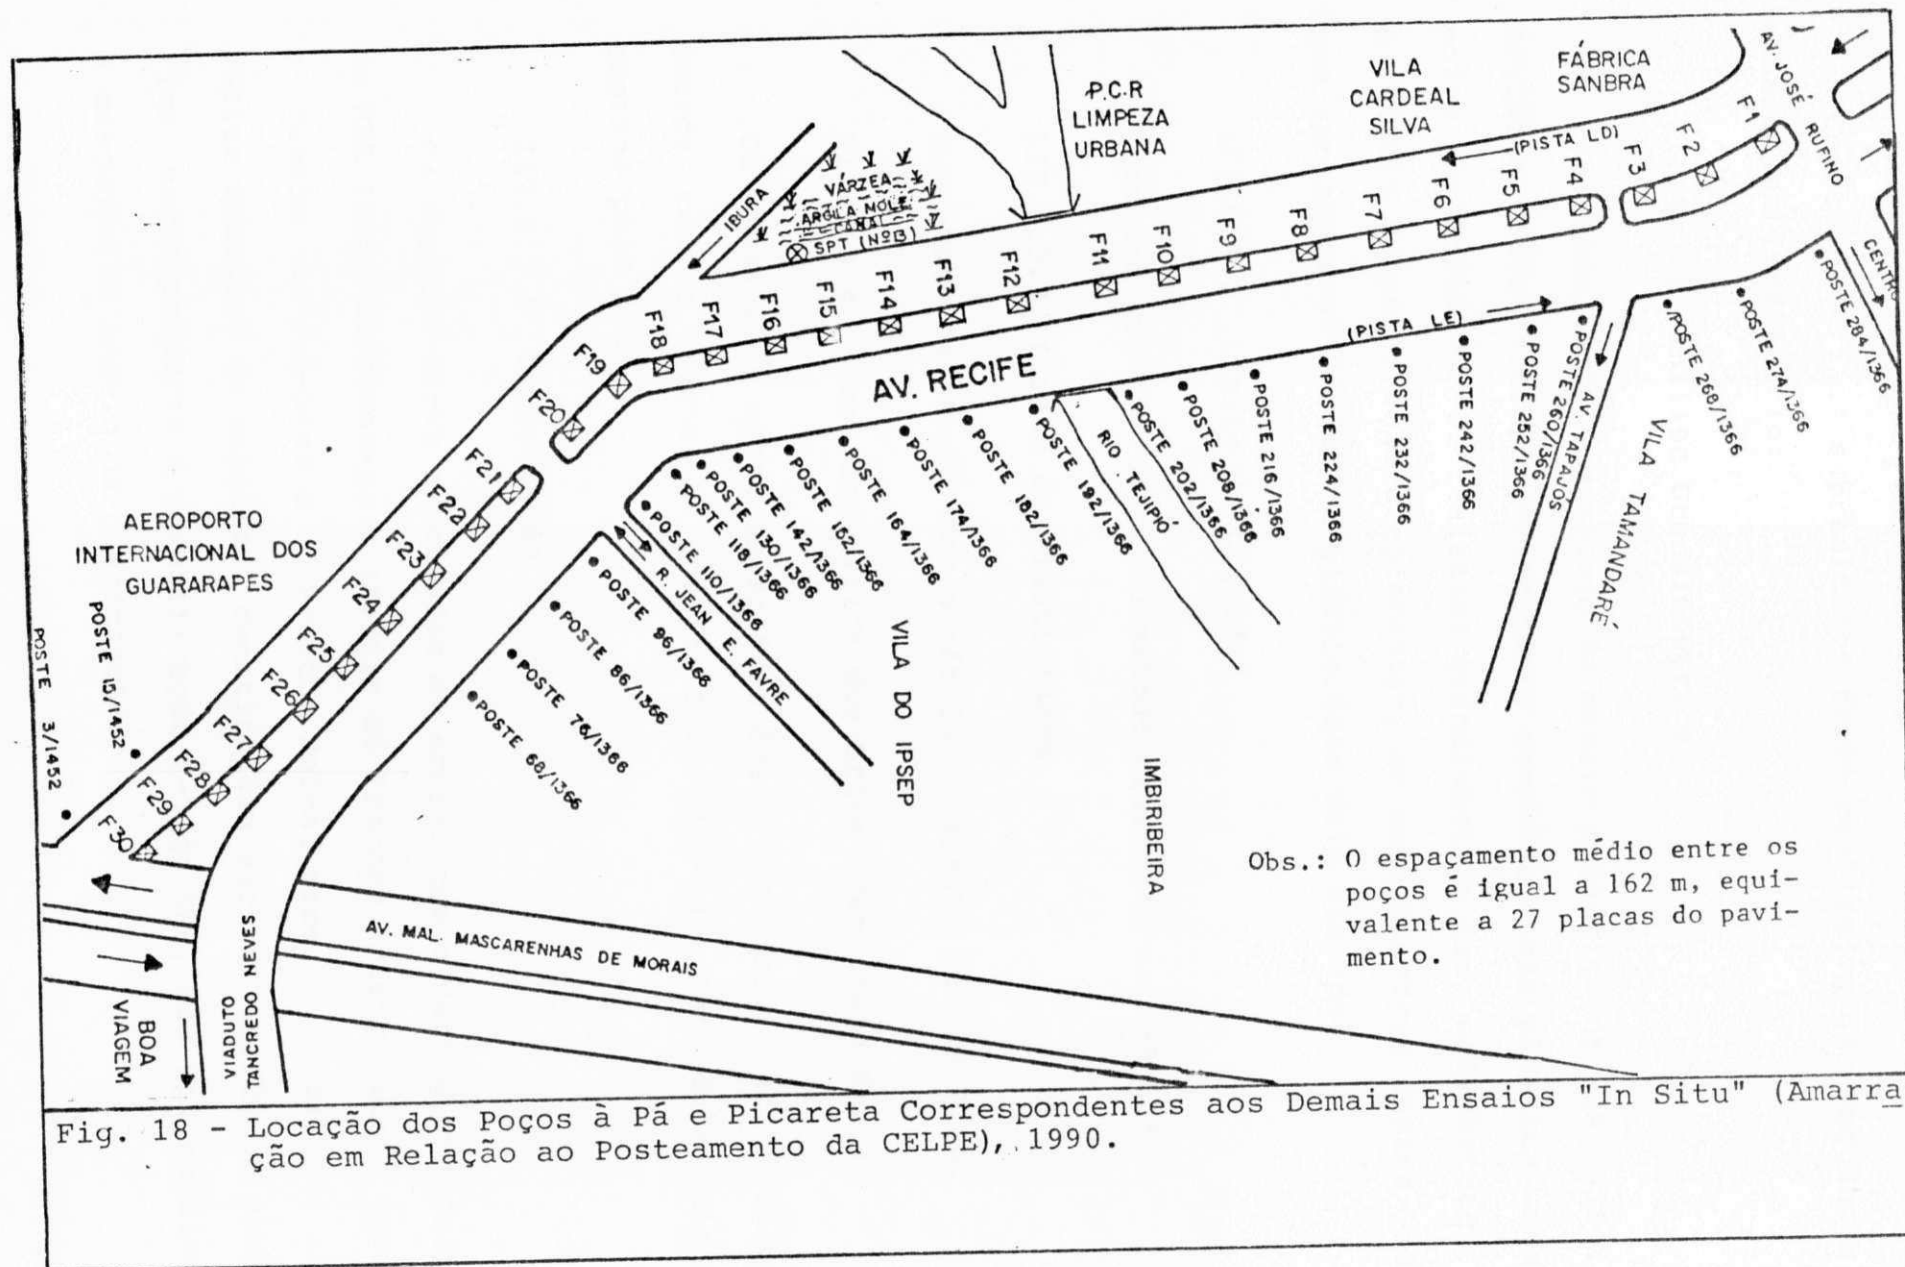 P.C.R
LIMPEZA
URBANA
VILA
CARDEAL
SILVA
FÁBRICA
SANBRA
AV. JOSÉ RUFINO
(PISTA LD)
IBURA
VÁRZEA
ARGILA MOLE
CANAL
SPT (Nº13)
F1
F2
F3
F4
F5
F6
F7
F8
F9
F10
F11
F12
F13
F14
F15
F16
F17
F18
F19
F20
F21
F22
F23
F24
F25
F26
F27
F28
F29
F30
AV. RECIFE
(PISTA LE)
CENTRO
POSTE 284/1366
POSTE 274/1366
POSTE 268/1366
AV. TAPAJÓS
POSTE 260/1366
POSTE 252/1366
POSTE 242/1366
POSTE 232/1366
POSTE 224/1366
POSTE 216/1366
POSTE 208/1366
POSTE 202/1366
RIO TEJIPIÓ
POSTE 192/1366
POSTE 182/1366
POSTE 174/1366
POSTE 164/1366
POSTE 152/1366
POSTE 142/1366
POSTE 130/1366
POSTE 118/1366
POSTE 110/1366
R. JEAN E. FAVRE
POSTE 96/1366
POSTE 86/1366
POSTE 76/1366
POSTE 68/1366
VILA TAMANDARÉ
VILA DO IPSEP
IMBIRIBEIRA
AEROPORTO
INTERNACIONAL DOS
GUARARAPES
POSTE 15/1452
POSTE 3/1452
AV. MAL. MASCARENHAS DE MORAIS
VIADUTO
TANCREDO NEVES
BOA
VIAGEM
Obs.: O espaçamento médio entre os
poços é igual a 162 m, equi-
valente a 27 placas do pavi-
mento.
Fig. 18 - Locação dos Poços à Pá e Picareta Correspondentes aos Demais Ensaios "In Situ" (Amarra
ção em Relação ao Posteamento da CELPE), 1990.